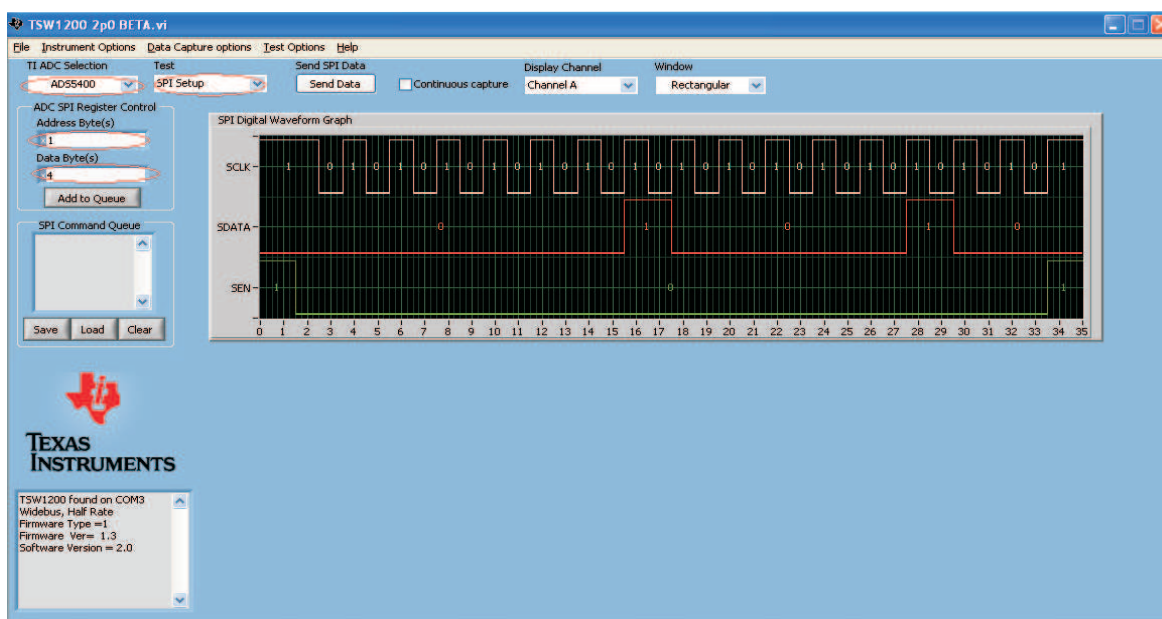 TSW1200 2p0 BETA.vi
File Instrument Options Data Capture options Test Options Help
TI ADC Selection Test Send SPI Data Display Channel Window
ADS5400 SPI Setup Send Data Continuous capture Channel A Rectangular
ADC SPI Register Control
Address Byte(s)
1
Data Byte(s)
4
Add to Queue
SPI Command Queue
Save Load Clear
SPI Digital Waveform Graph
SCLK 1 0 1 0 1 0 1 0 1 0 1 0 1 0 1 0 1 0 1 0 1 0 1 0 1 0 1 0 1 0 1 0 1
SDATA 0 1 0 1 0
SEN 1 0 1
0 1 2 3 4 5 6 7 8 9 10 11 12 13 14 15 16 17 18 19 20 21 22 23 24 25 26 27 28 29 30 31 32 33 34 35
TEXAS
INSTRUMENTS
TSW1200 found on COM3
Widebus, Half Rate
Firmware Type =1
Firmware Ver= 1.3
Software Version = 2.0